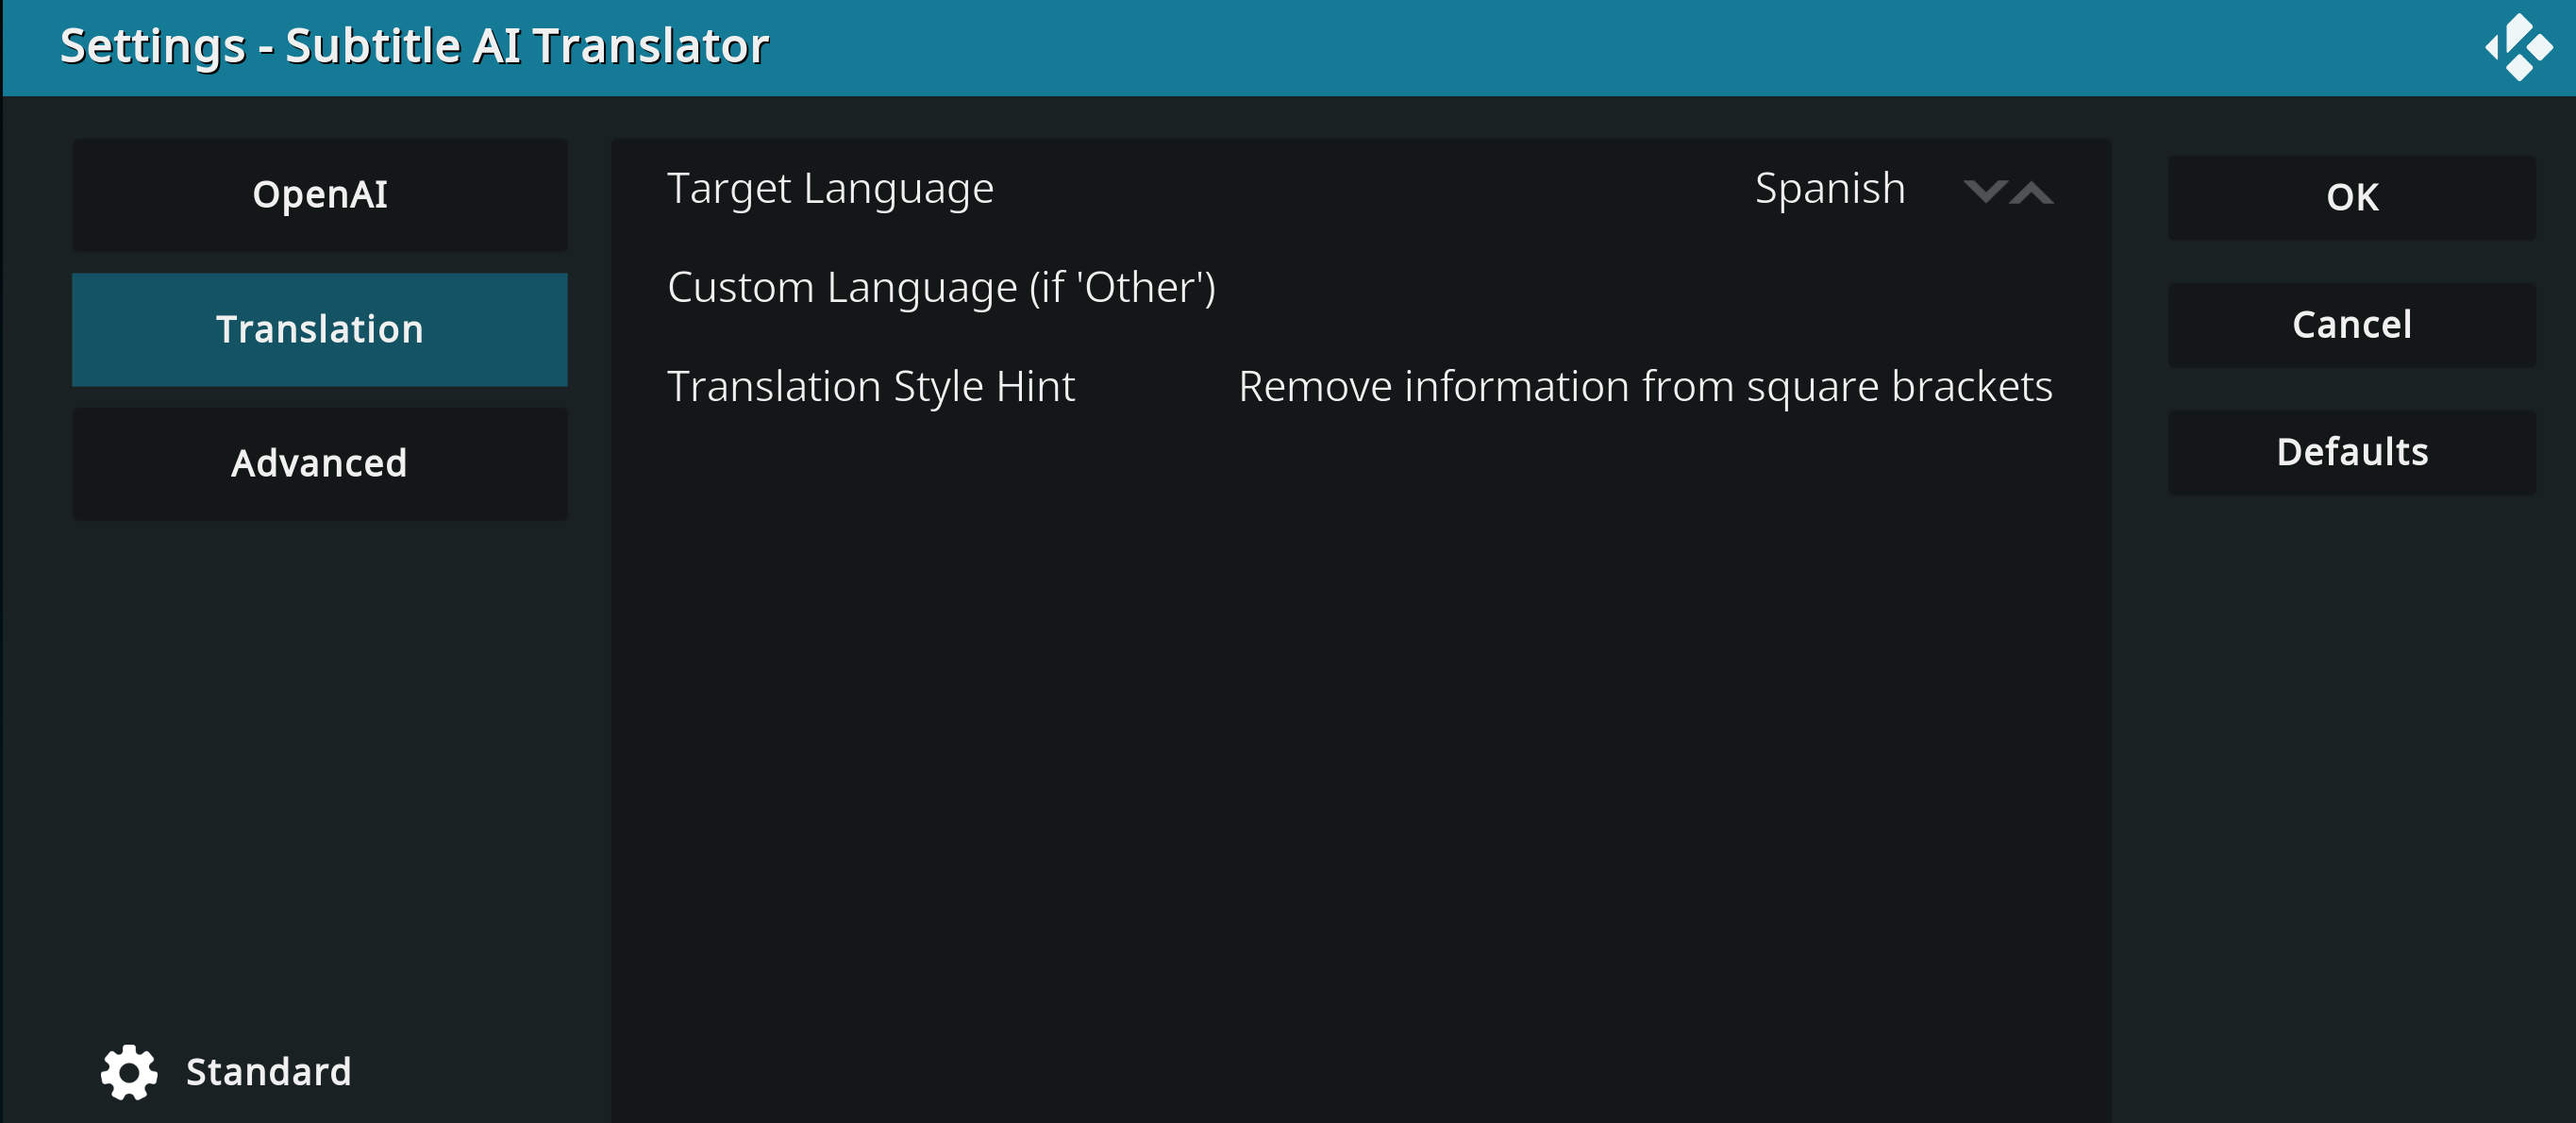 Settings - Subtitle AI Translator
OpenAI
Translation
Advanced
Standard
Target Language Spanish
Custom Language (if 'Other')
Translation Style Hint Remove information from square brackets
OK
Cancel
Defaults